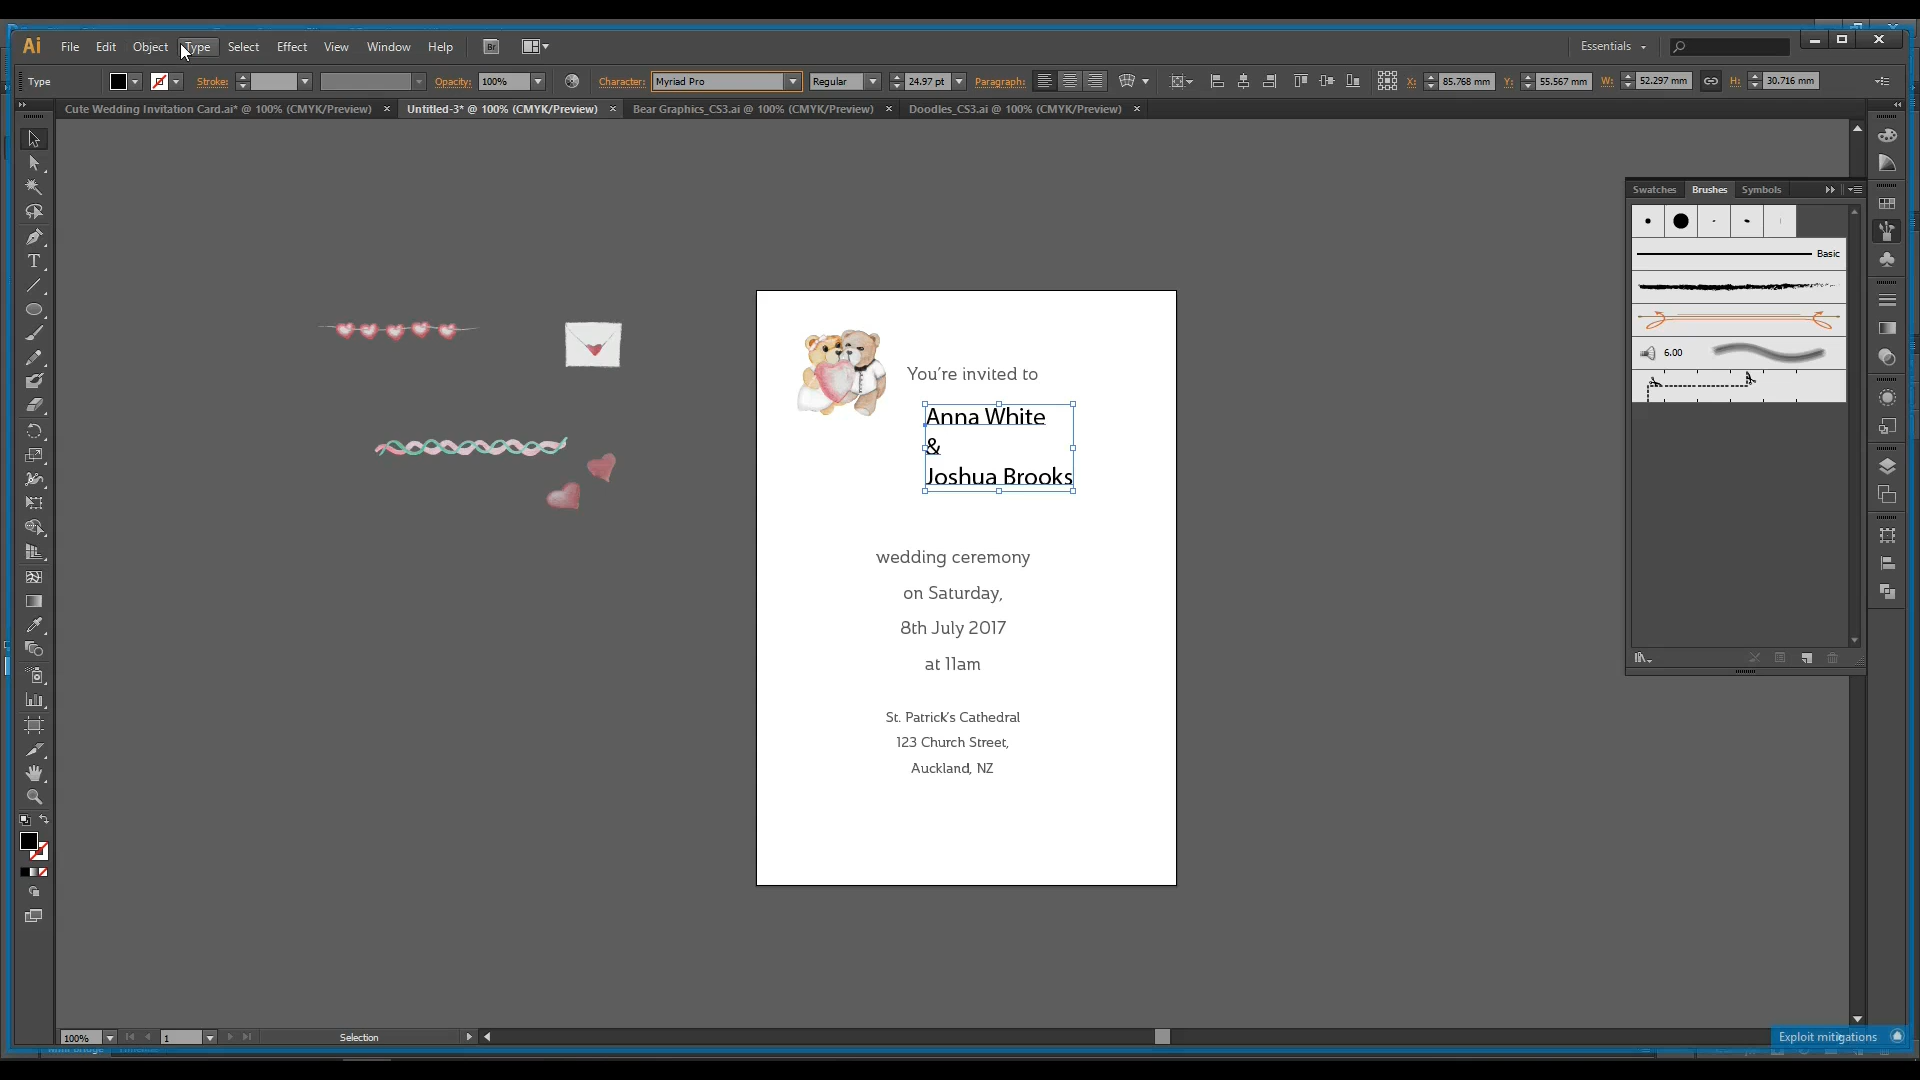 Ai File Edit Object Type Select Effect View Window Help Br Essentials
Type Stroke: Opacity: 100% Character: Myriad Pro Regular 24.97 pt Paragraph: X: 85.768 mm Y: 55.567 mm W: 52.297 mm H: 30.716 mm
Cute Wedding Invitation Card.ai* @ 100% (CMYK/Preview) Untitled-3* @ 100% (CMYK/Preview) Bear Graphics_CS3.ai @ 100% (CMYK/Preview) Doodles_CS3.ai @ 100% (CMYK/Preview)
Swatches Brushes Symbols
Basic
6.00
You're invited to
Anna White
&
Joshua Brooks
wedding ceremony
on Saturday,
8th July 2017
at 11am
St. Patrick's Cathedral
123 Church Street,
Auckland, NZ
100% 1 Selection
Exploit mitigations